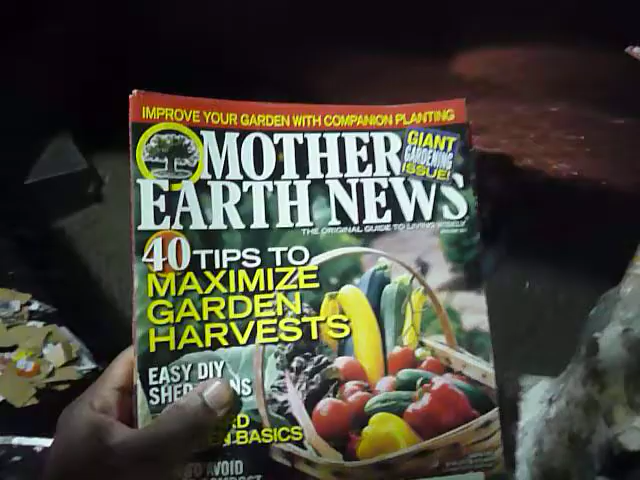 IMPROVE YOUR GARDEN WITH COMPANION PLANTING
MOTHER
EARTH NEWS
GIANT
GARDENING
ISSUE!
THE ORIGINAL GUIDE TO LIVING WISELY
40 TIPS TO
MAXIMIZE
GARDEN
HARVESTS
EASY DIY
BASICS
AVOID